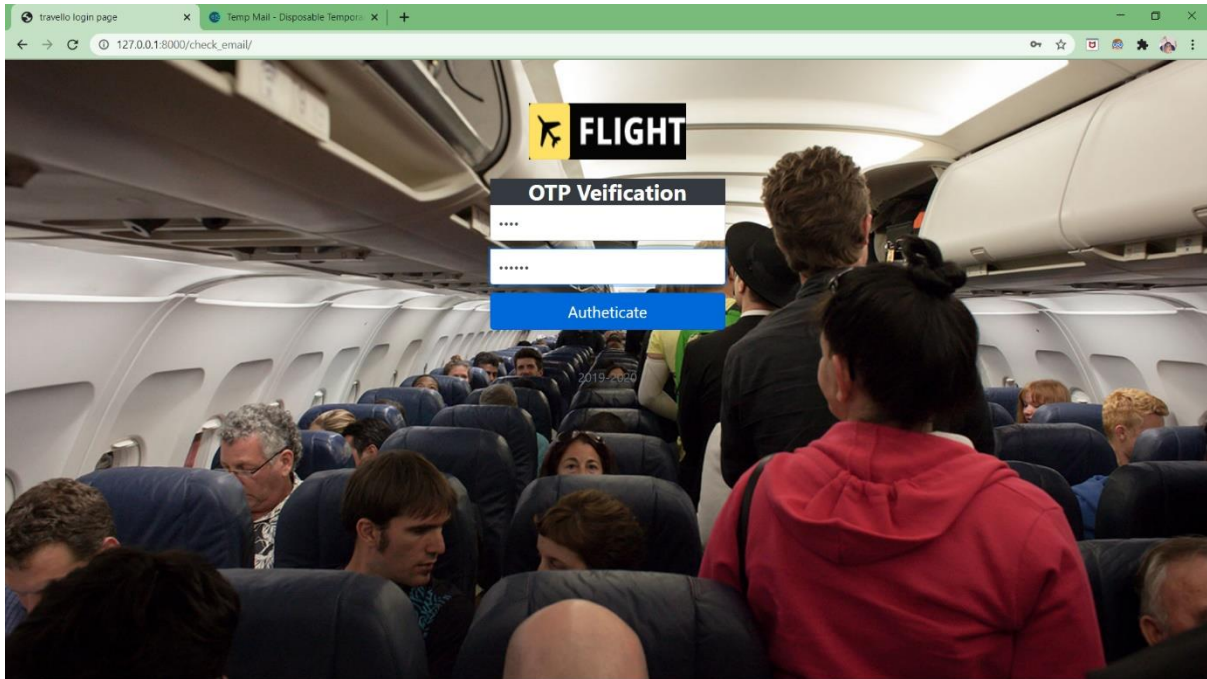 travello login page
Temp Mail - Disposable Tempora
127.0.0.1:8000/check_email/
FLIGHT
OTP Veification
••••
••••••
Autheticate
2019-2020